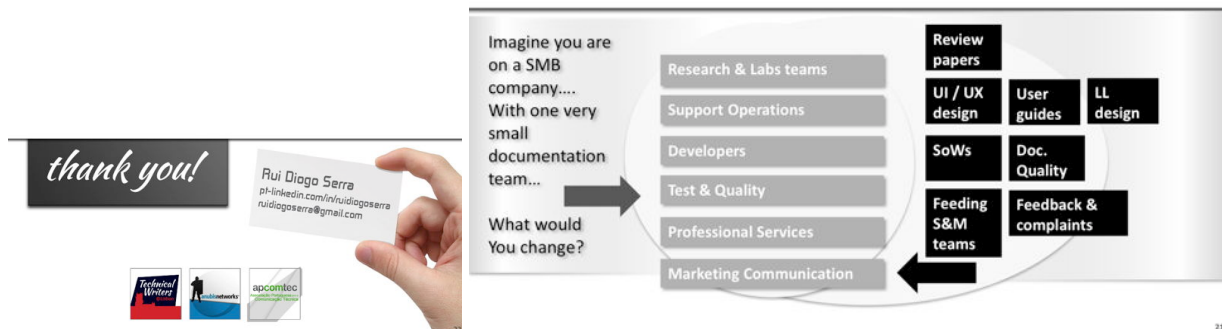 thank you!
Rui Diogo Serra
pt-linkedin.com/in/ruidiogoserra
ruidiogoserra@gmail.com
Technical
Writers
anubisnetworks
apcomtec
Imagine you are
on a SMB
company....
With one very
small
documentation
team...
What would
You change?
Research & Labs teams
Support Operations
Developers
Test & Quality
Professional Services
Marketing Communication
Review
papers
UI / UX
design
User
guides
LL
design
SoWs
Doc.
Quality
Feeding
S&M
teams
Feedback &
complaints
21